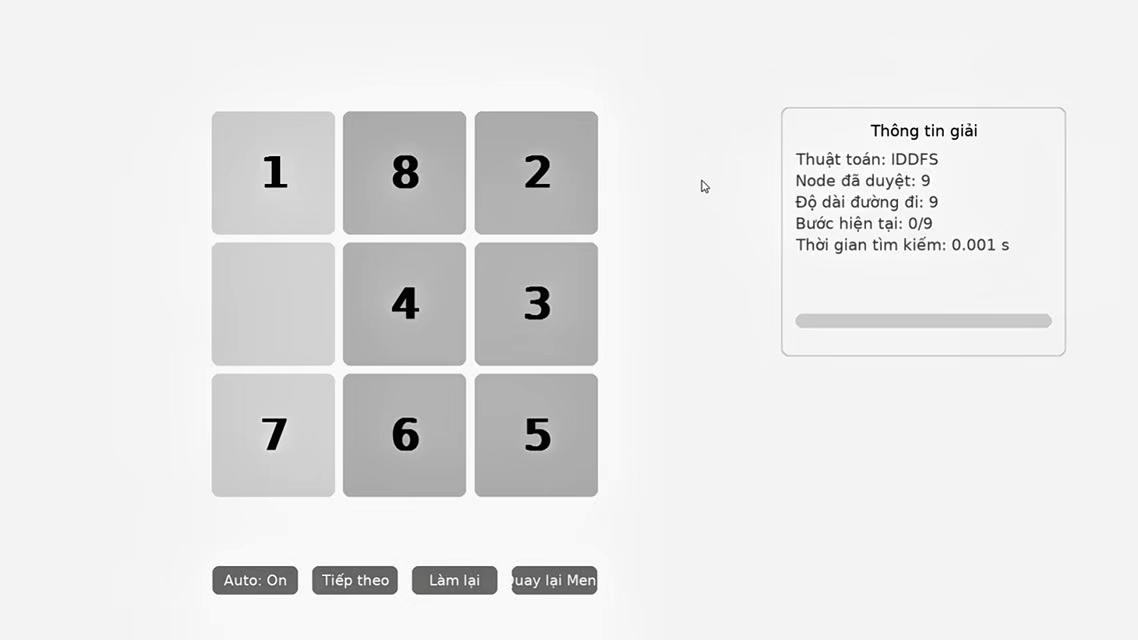 1 8 2
4 3
7 6 5
Thông tin giải
Thuật toán: IDDFS
Node đã duyệt: 9
Độ dài đường đi: 9
Bước hiện tại: 0/9
Thời gian tìm kiếm: 0.001 s
Auto: On
Tiếp theo
Làm lại
uay lại Men